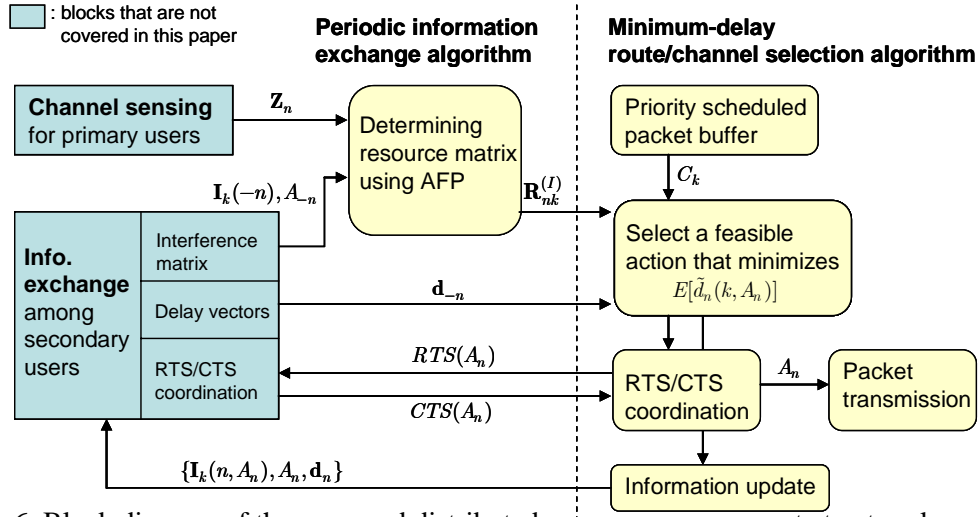 : blocks that are not
covered in this paper
Periodic information
exchange algorithm
Minimum-delay
route/channel selection algorithm
Channel sensing
for primary users
Z_n
Determining
resource matrix
using AFP
Priority scheduled
packet buffer
C_k
I_k(−n), A_{−n}
R_{nk}^{(I)}
Info.
exchange
among
secondary
users
Interference
matrix
Delay vectors
RTS/CTS
coordination
Select a feasible
action that minimizes
E[d̃_n(k, A_n)]
d_{−n}
RTS(A_n)
CTS(A_n)
RTS/CTS
coordination
A_n
Packet
transmission
{I_k(n, A_n), A_n, d_n}
Information update